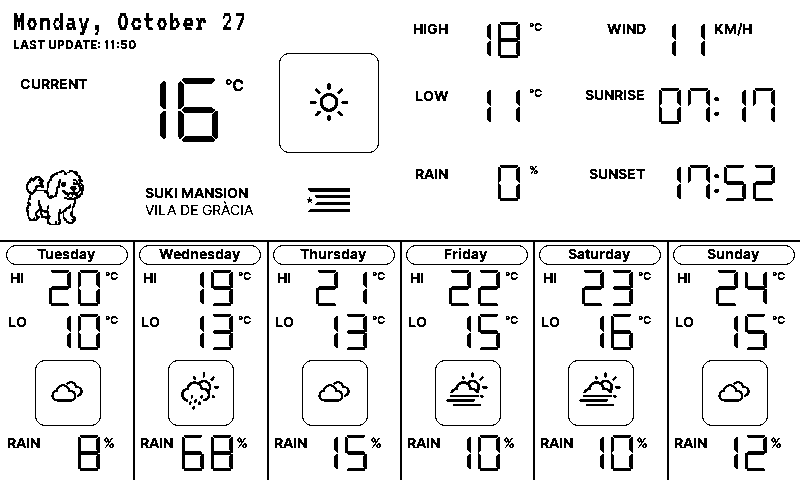 Monday, October 27
LAST UPDATE: 11:50
CURRENT 16 °C
SUKI MANSION
VILA DE GRÀCIA
HIGH 18 °C
LOW 11 °C
RAIN 0 %
WIND 11 KM/H
SUNRISE 07:17
SUNSET 17:52
Tuesday
HI 20 °C
LO 10 °C
RAIN 8 %
Wednesday
HI 19 °C
LO 13 °C
RAIN 68 %
Thursday
HI 21 °C
LO 13 °C
RAIN 15 %
Friday
HI 22 °C
LO 15 °C
RAIN 10 %
Saturday
HI 23 °C
LO 16 °C
RAIN 10 %
Sunday
HI 24 °C
LO 15 °C
RAIN 12 %